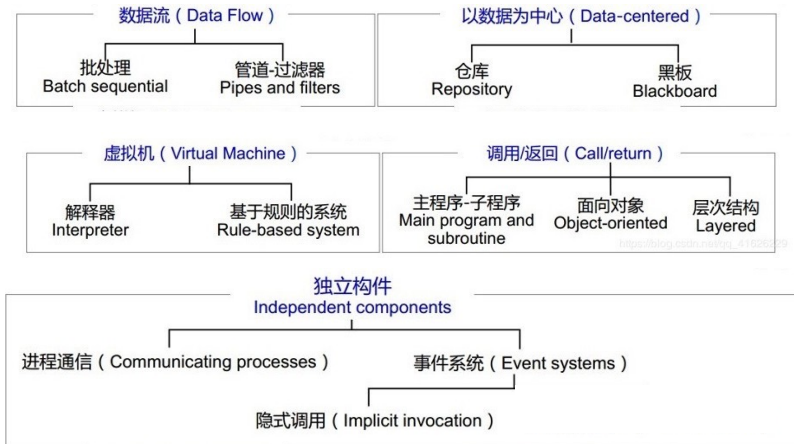 数据流（Data Flow）
以数据为中心（Data-centered）
批处理
Batch sequential
管道-过滤器
Pipes and filters
仓库
Repository
黑板
Blackboard
虚拟机（Virtual Machine）
调用/返回（Call/return）
解释器
Interpreter
基于规则的系统
Rule-based system
主程序-子程序
Main program and
subroutine
面向对象
Object-oriented
层次结构
Layered
独立构件
Independent components
进程通信（Communicating processes）
事件系统（Event systems）
隐式调用（Implicit invocation）